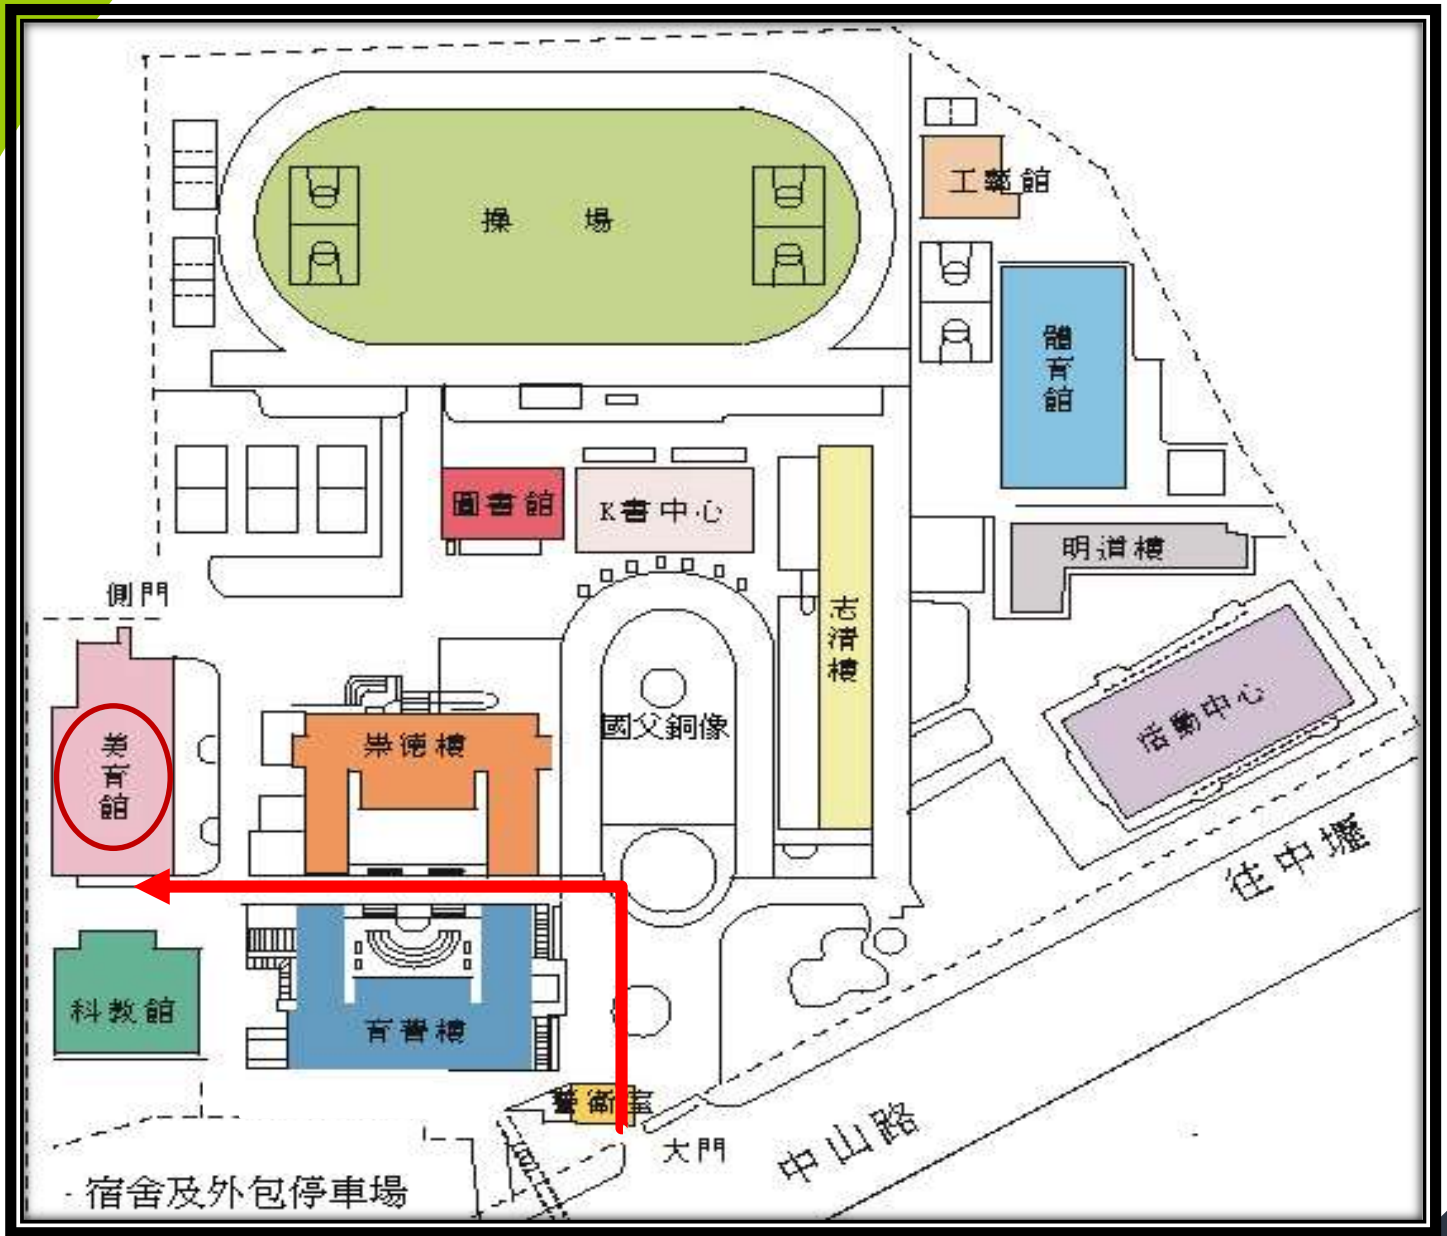 操 場
工藝館
體育館
圖書館
K書中心
明道樓
側門
志清樓
活動中心
國父銅像
美育館
崇德樓
往中壢
科教館
育菁樓
警衛室
大門
中山路
宿舍及外包停車場